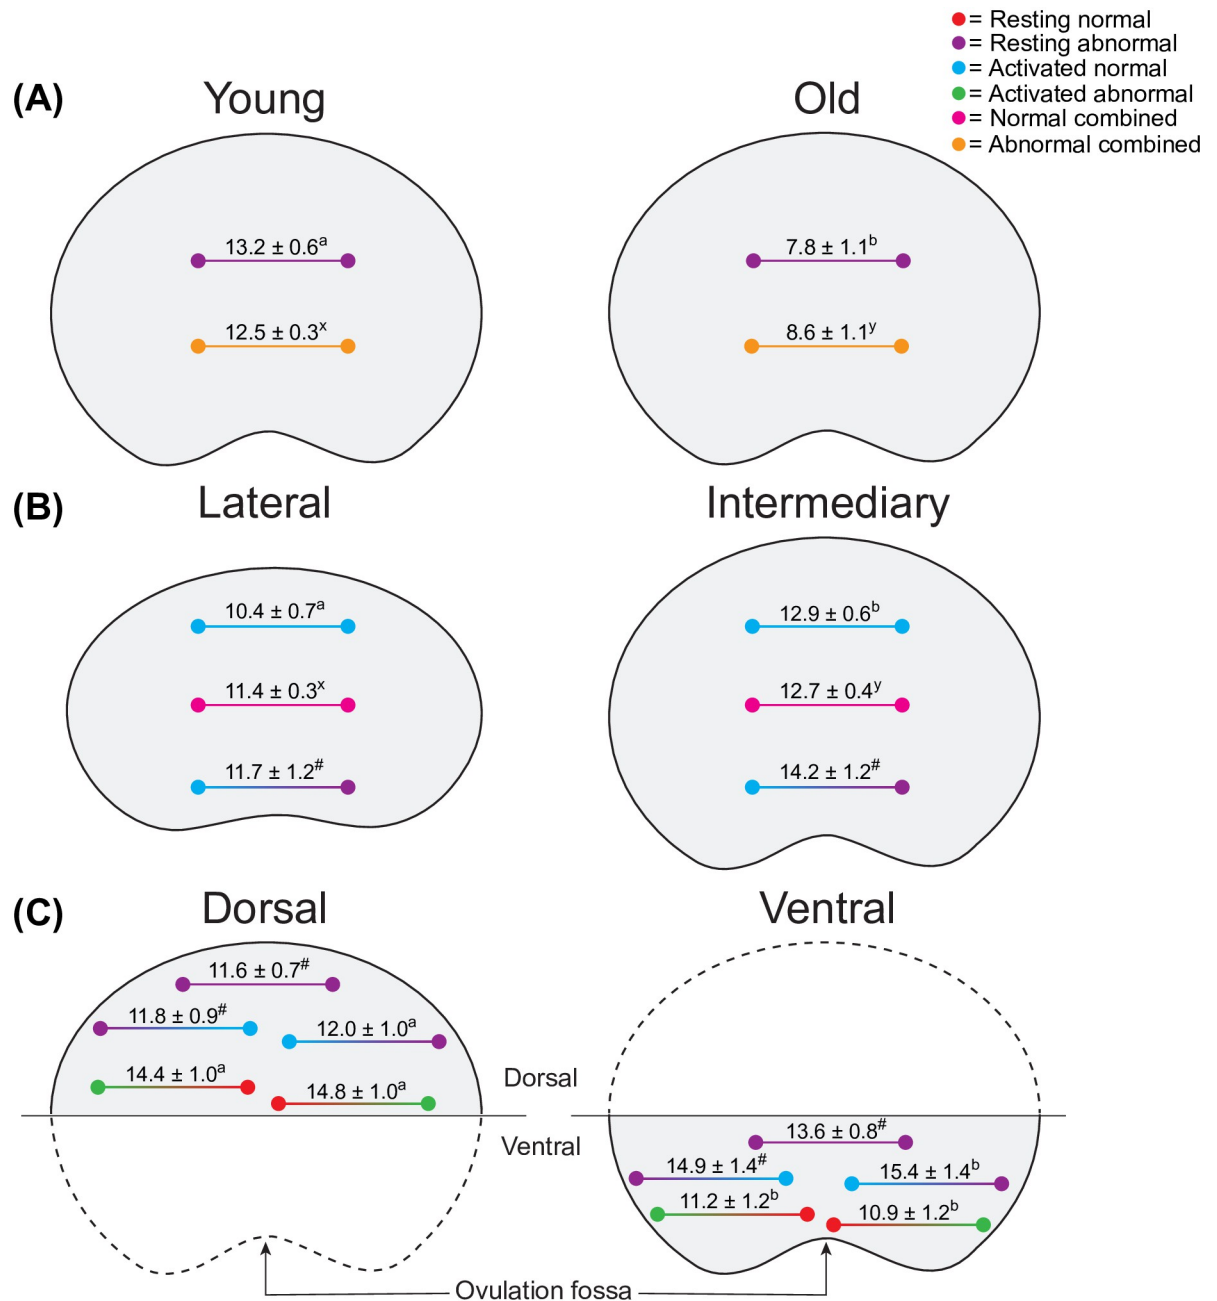 = Resting normal
= Resting abnormal
= Activated normal
= Activated abnormal
= Normal combined
= Abnormal combined
(A) Young Old
13.2 ± 0.6ᵃ 7.8 ± 1.1ᵇ
12.5 ± 0.3ˣ 8.6 ± 1.1ʸ
(B) Lateral Intermediary
10.4 ± 0.7ᵃ 12.9 ± 0.6ᵇ
11.4 ± 0.3ˣ 12.7 ± 0.4ʸ
11.7 ± 1.2# 14.2 ± 1.2#
(C) Dorsal Ventral
11.6 ± 0.7#
11.8 ± 0.9# 12.0 ± 1.0ᵃ
14.4 ± 1.0ᵃ 14.8 ± 1.0ᵃ
Dorsal
Ventral
13.6 ± 0.8#
14.9 ± 1.4# 15.4 ± 1.4ᵇ
11.2 ± 1.2ᵇ 10.9 ± 1.2ᵇ
Ovulation fossa